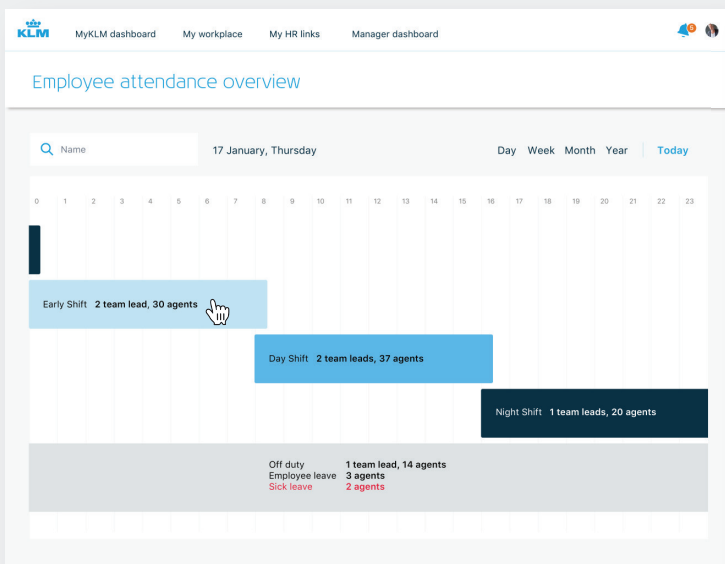 KLM
MyKLM dashboard My workplace My HR links Manager dashboard
Employee attendance overview
Name 17 January, Thursday Day Week Month Year Today
0 1 2 3 4 5 6 7 8 9 10 11 12 13 14 15 16 17 18 19 20 21 22 23
Early Shift 2 team lead, 30 agents
Day Shift 2 team leads, 37 agents
Night Shift 1 team leads, 20 agents
Off duty 1 team lead, 14 agents
Employee leave 3 agents
Sick leave 2 agents